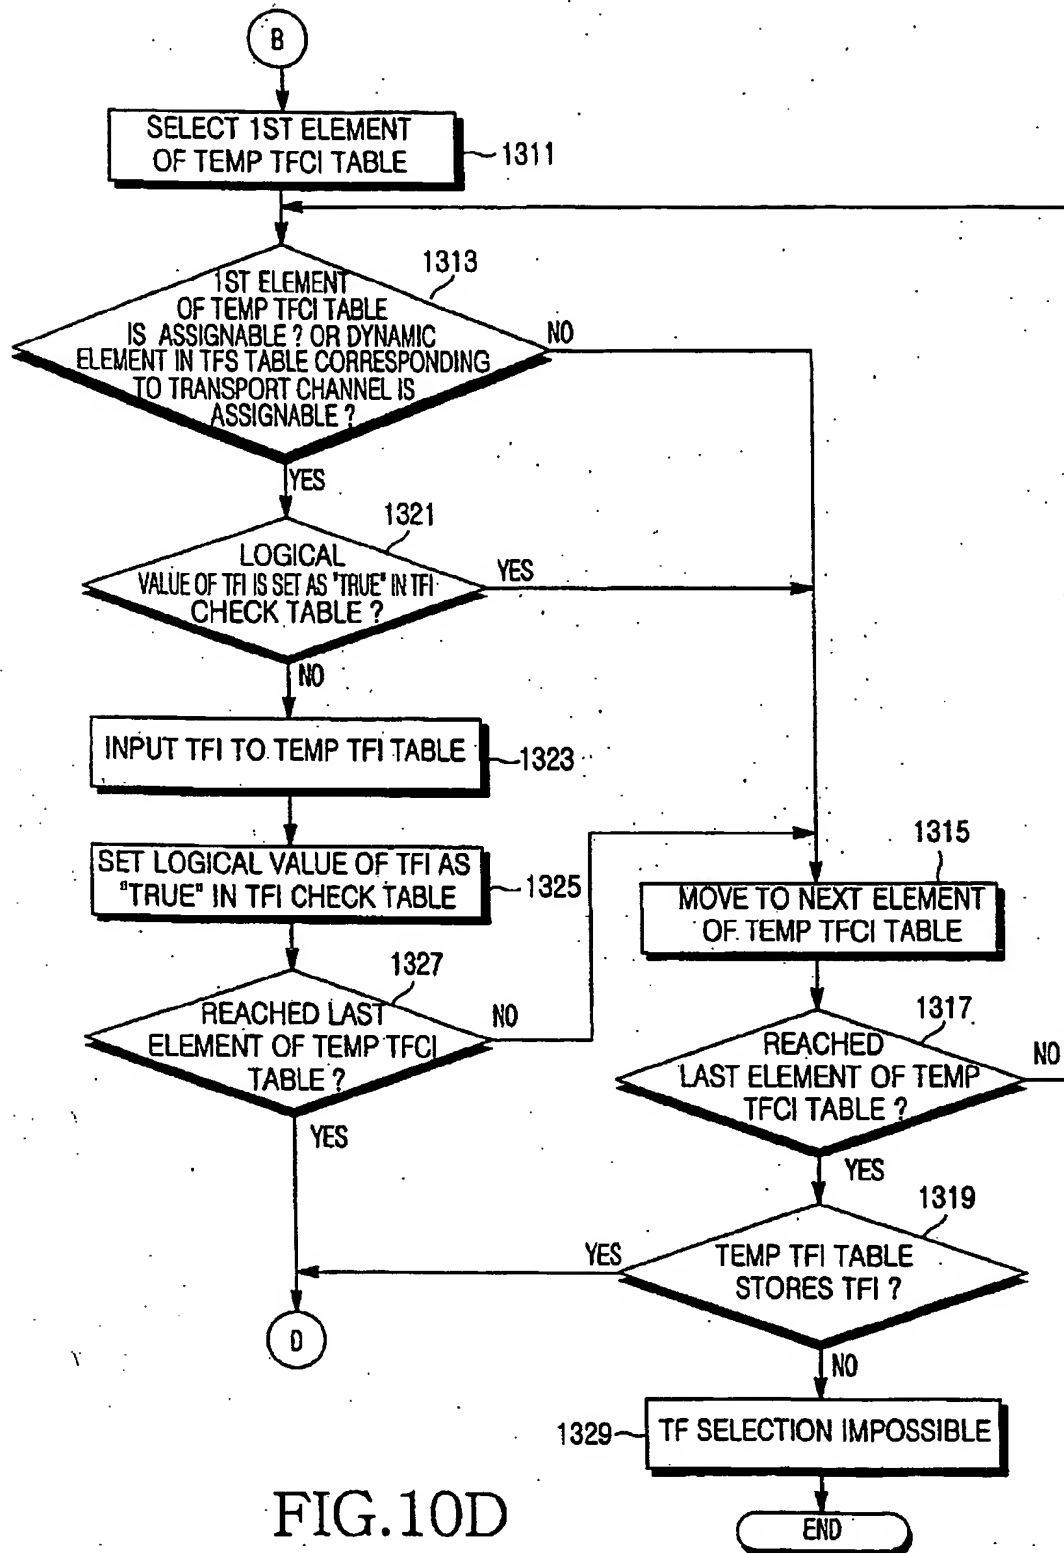 B
SELECT 1ST ELEMENT
OF TEMP TFCI TABLE
1311
1313
1ST ELEMENT
OF TEMP TFCI TABLE
IS ASSIGNABLE ? OR DYNAMIC
ELEMENT IN TFS TABLE CORRESPONDING
TO TRANSPORT CHANNEL IS
ASSIGNABLE ?
NO
YES
1321
LOGICAL
VALUE OF TFI IS SET AS "TRUE" IN TFI
CHECK TABLE ?
YES
NO
INPUT TFI TO TEMP TFI TABLE
1323
SET LOGICAL VALUE OF TFI AS
"TRUE" IN TFI CHECK TABLE
1325
1327
REACHED LAST
ELEMENT OF TEMP TFCI
TABLE ?
NO
YES
1315
MOVE TO NEXT ELEMENT
OF TEMP TFCI TABLE
1317
REACHED
LAST ELEMENT OF TEMP
TFCI TABLE ?
NO
YES
1319
TEMP TFI TABLE
STORES TFI ?
YES
NO
D
1329
TF SELECTION IMPOSSIBLE
END
FIG.10D